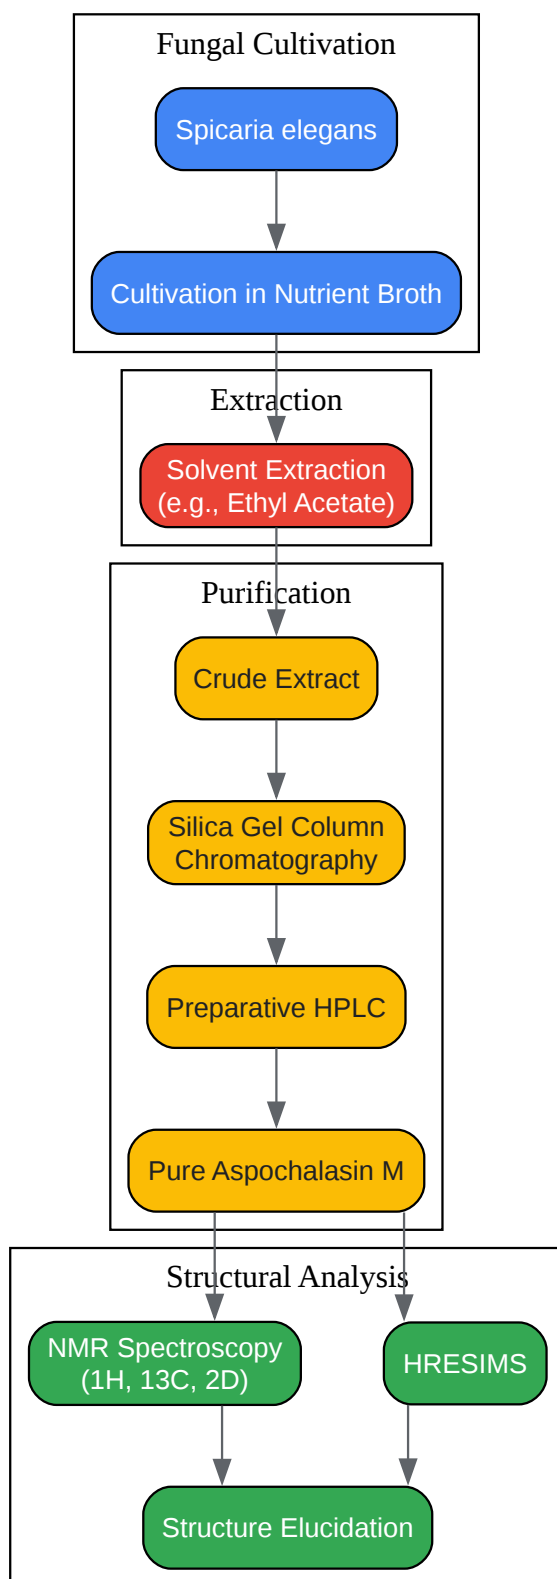 Fungal Cultivation
Spicaria elegans
Cultivation in Nutrient Broth
Extraction
Solvent Extraction
(e.g., Ethyl Acetate)
Purification
Crude Extract
Silica Gel Column
Chromatography
Preparative HPLC
Pure Aspochalasin M
Structural Analysis
NMR Spectroscopy
(1H, 13C, 2D)
HRESIMS
Structure Elucidation